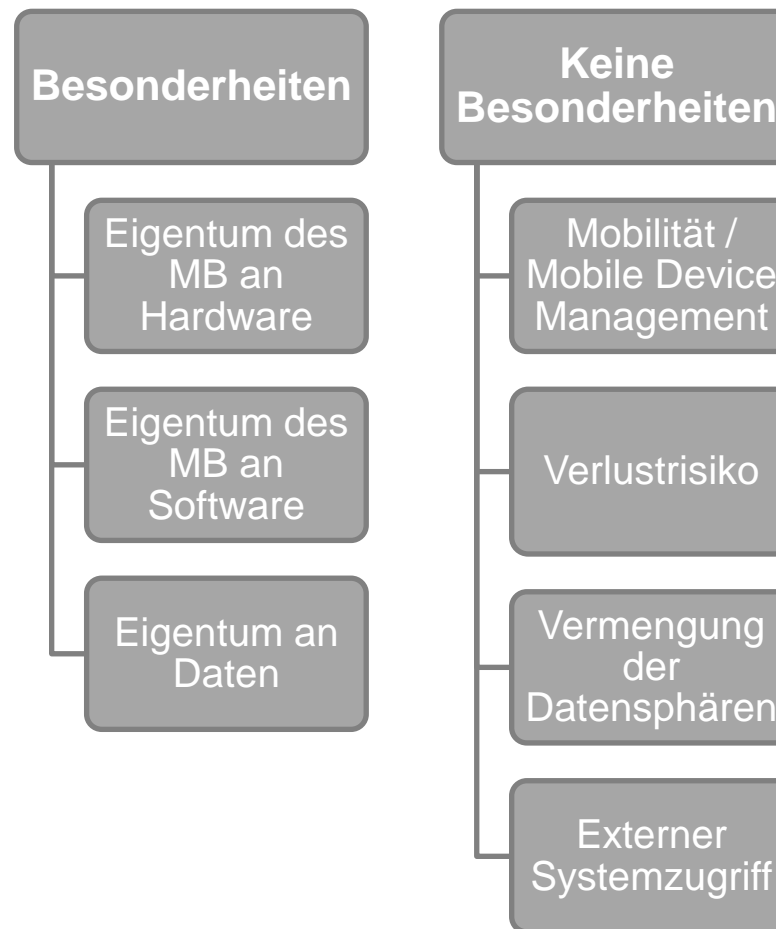 Besonderheiten
Eigentum des
MB an
Hardware
Eigentum des
MB an
Software
Eigentum an
Daten
Keine
Besonderheiten
Mobilität /
Mobile Device
Management
Verlustrisiko
Vermengung
der
Datensphären
Externer
Systemzugriff